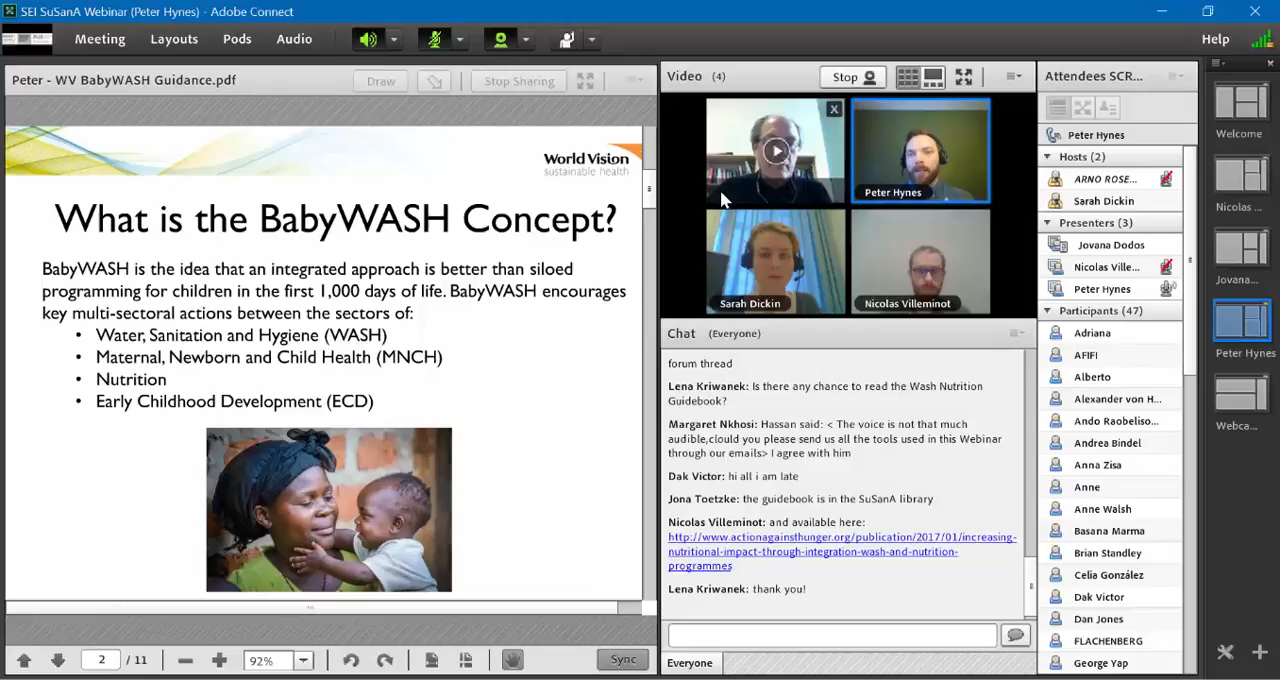 SEI SuSanA Webinar (Peter Hynes) - Adobe Connect
Meeting
Layouts
Pods
Audio
Help
Peter - WV BabyWASH Guidance.pdf
Draw
Stop Sharing
World Vision
sustainable health
What is the BabyWASH Concept?
BabyWASH is the idea that an integrated approach is better than siloed
programming for children in the first 1,000 days of life. BabyWASH encourages
key multi-sectoral actions between the sectors of:
• Water, Sanitation and Hygiene (WASH)
• Maternal, Newborn and Child Health (MNCH)
• Nutrition
• Early Childhood Development (ECD)
2 / 11
92%
Sync
Video (4)
Stop
Peter Hynes
Sarah Dickin
Nicolas Villeminot
Chat (Everyone)
forum thread
Lena Kriwanek: Is there any chance to read the Wash Nutrition
Guidebook?
Margaret Nkhosi: Hassan said: < The voice is not that much
audible,clould you please send us all the tools used in this Webinar
through our emails> I agree with him
Dak Victor: hi all i am late
Jona Toetzke: the guidebook is in the SuSanA library
Nicolas Villeminot: and available here:
http://www.actionagainsthunger.org/publication/2017/01/increasing-
nutritional-impact-through-integration-wash-and-nutrition-
programmes
Lena Kriwanek: thank you!
Everyone
Attendees SCR...
Peter Hynes
Hosts (2)
ARNO ROSE...
Sarah Dickin
Presenters (3)
Jovana Dodos
Nicolas Ville...
Peter Hynes
Participants (47)
Adriana
AFIFI
Alberto
Alexander von H...
Ando Raobeliso...
Andrea Bindel
Anna Zisa
Anne
Anne Walsh
Basana Marma
Brian Standley
Celia González
Dak Victor
Dan Jones
FLACHENBERG
George Yap
Welcome
Nicolas ...
Jovana...
Peter Hynes
Webca...